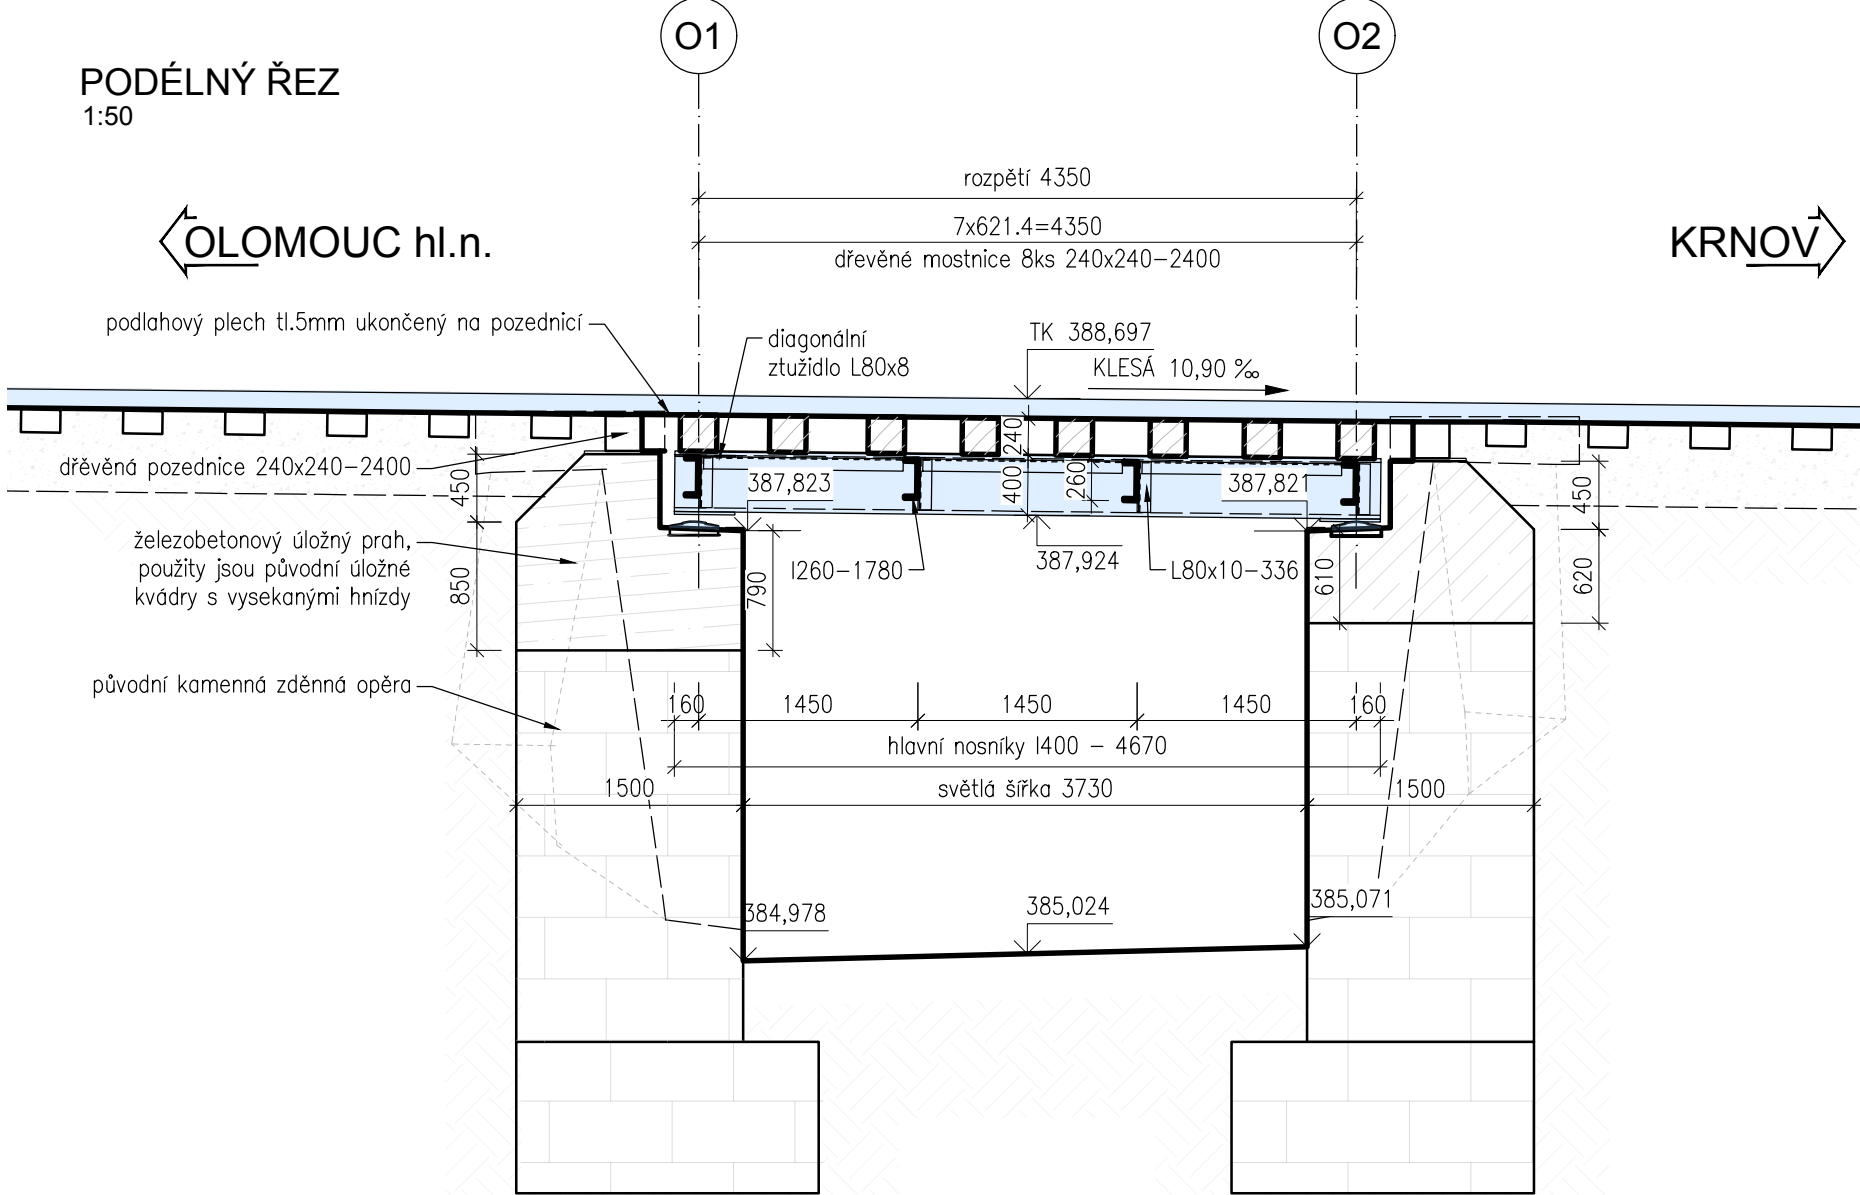 O1
O2
PODÉLNÝ ŘEZ
1:50
rozpětí 4350
7x621.4=4350
dřevěné mostnice 8ks 240x240-2400
OLOMOUC hl.n.
KRNOV
podlahový plech tl.5mm ukončený na pozednicí
diagonální
ztužidlo L80x8
TK 388,697
KLESÁ 10,90 ‰
dřěvěná pozednice 240x240-2400
450
387,823
240
400
260
387,821
450
železobetonový úložný prah,
použity jsou původní úložné
kvádry s vysekanými hnízdy
850
790
I260-1780
387,924
L80x10-336
610
620
původní kamenná zděnná opěra
160
1450
1450
1450
160
hlavní nosníky I400 - 4670
1500
světlá šířka 3730
1500
384,978
385,024
385,071